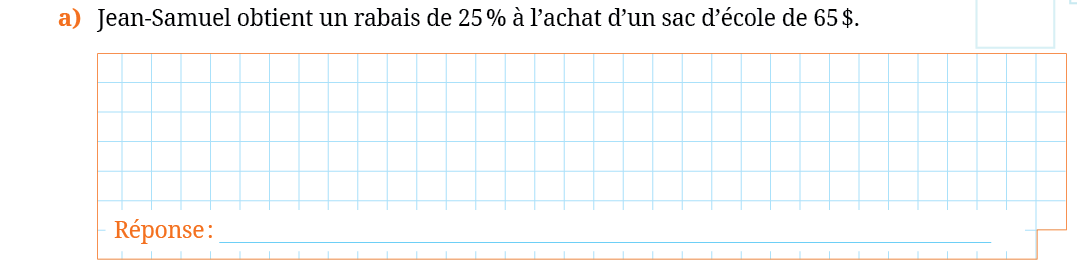 a) Jean-Samuel obtient un rabais de 25 % à l’achat d’un sac d’école de 65 $.
Réponse :